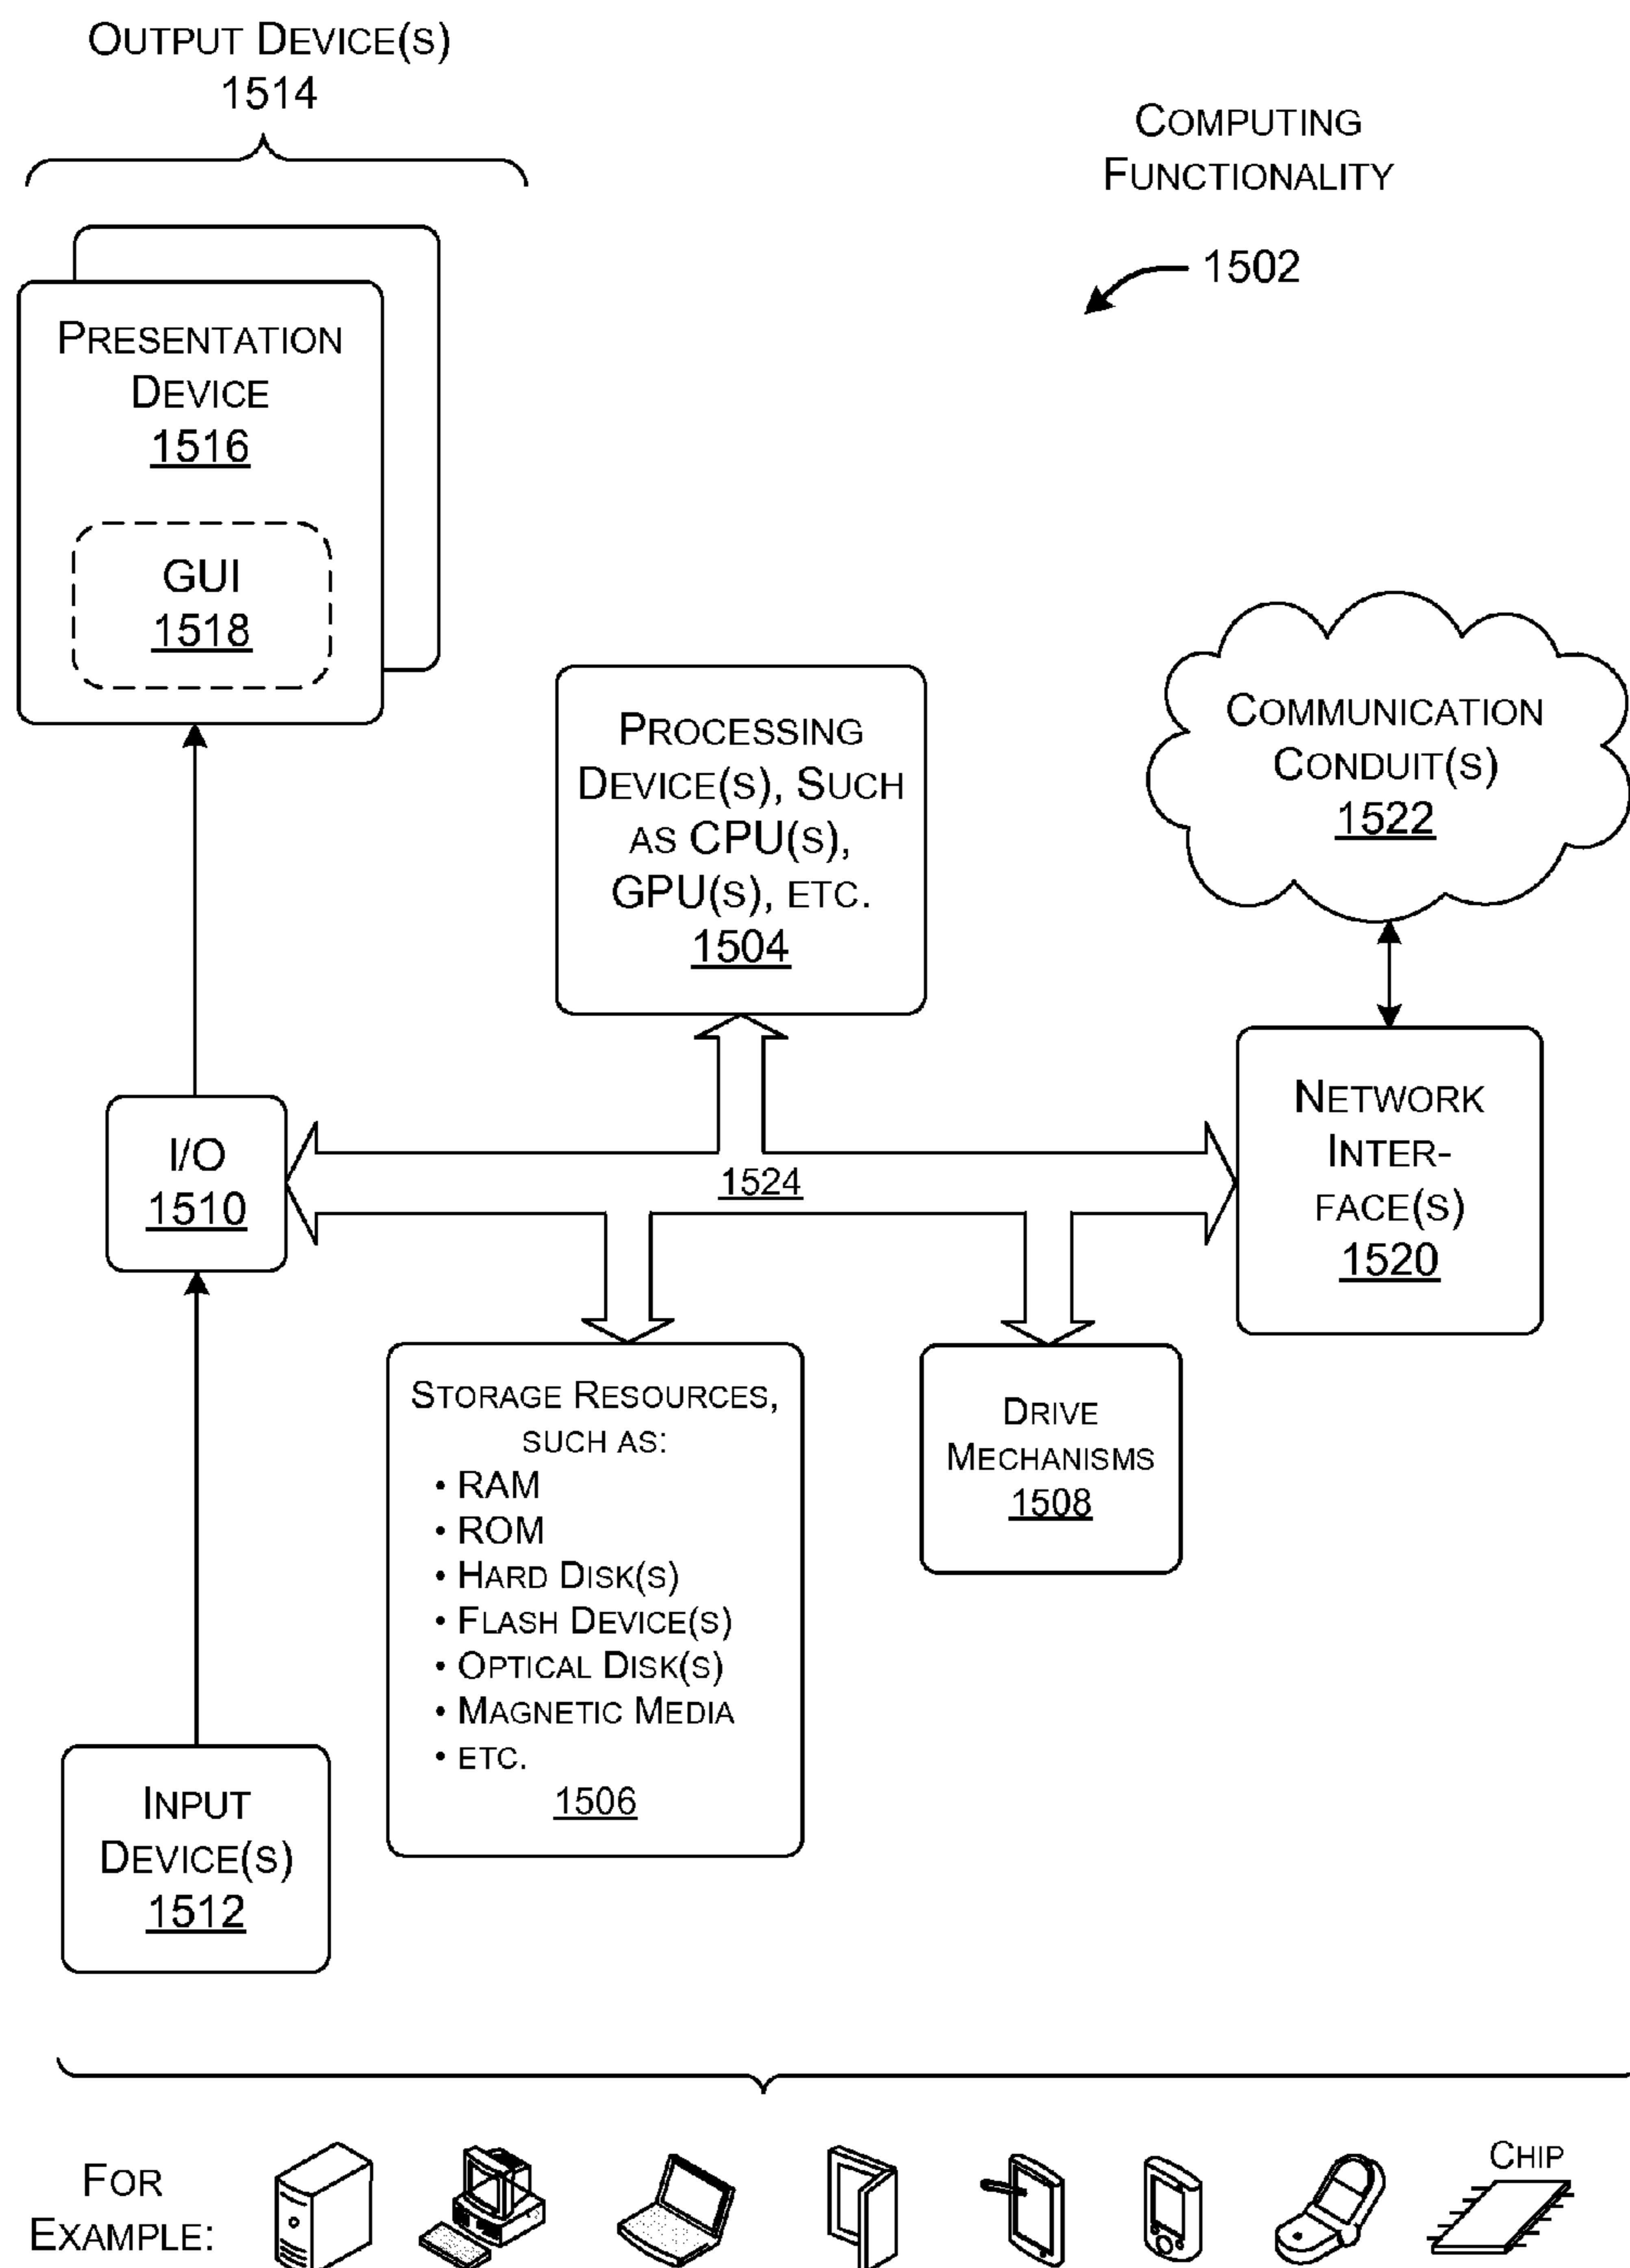 OUTPUT DEVICE(S)
1514
COMPUTING
FUNCTIONALITY
1502
PRESENTATION
DEVICE
1516
GUI
1518
PROCESSING
DEVICE(S), SUCH
AS CPU(S),
GPU(S), ETC.
1504
COMMUNICATION
CONDUIT(S)
1522
I/O
1510
1524
NETWORK
INTER-
FACE(S)
1520
STORAGE RESOURCES,
SUCH AS:
• RAM
• ROM
• HARD DISK(S)
• FLASH DEVICE(S)
• OPTICAL DISK(S)
• MAGNETIC MEDIA
• ETC.
1506
DRIVE
MECHANISMS
1508
INPUT
DEVICE(S)
1512
FOR
EXAMPLE:
CHIP